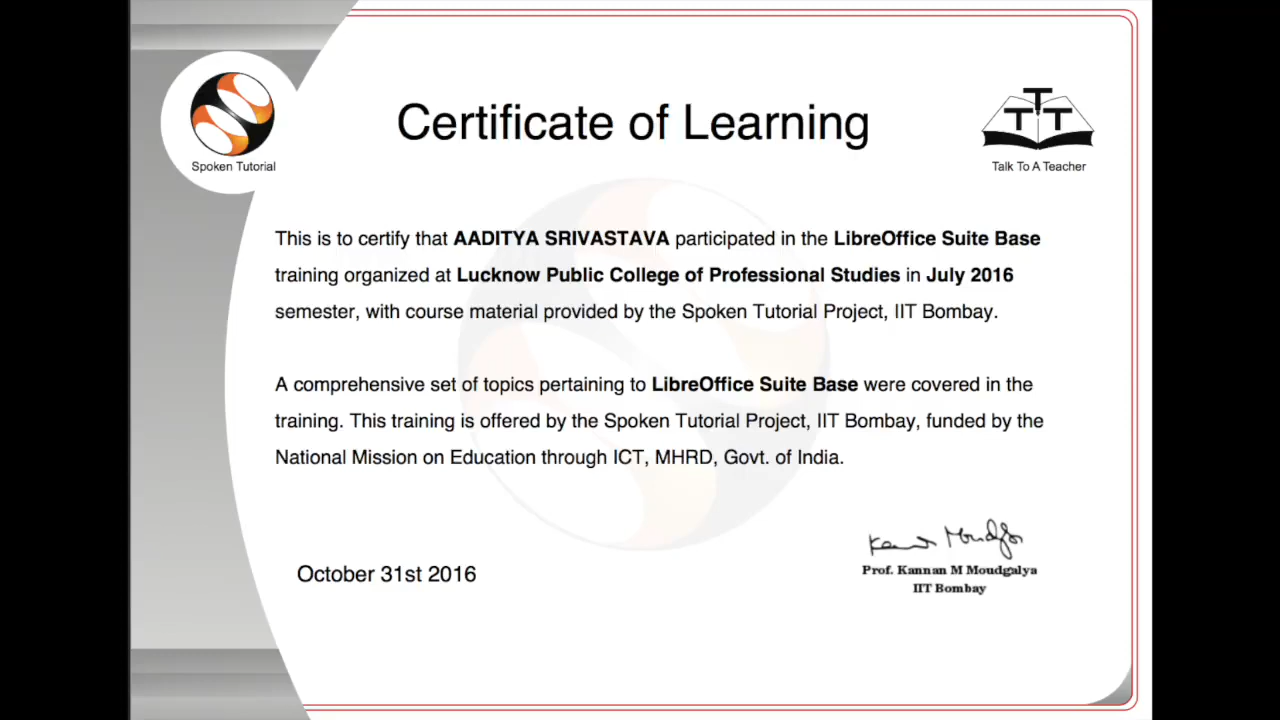 Certificate of Learning
Spoken Tutorial
TTT
Talk To A Teacher
This is to certify that AADITYA SRIVASTAVA participated in the LibreOffice Suite Base
training organized at Lucknow Public College of Professional Studies in July 2016
semester, with course material provided by the Spoken Tutorial Project, IIT Bombay.
A comprehensive set of topics pertaining to LibreOffice Suite Base were covered in the
training. This training is offered by the Spoken Tutorial Project, IIT Bombay, funded by the
National Mission on Education through ICT, MHRD, Govt. of India.
October 31st 2016
Kannan Moudgalya
Prof. Kannan M Moudgalya
IIT Bombay